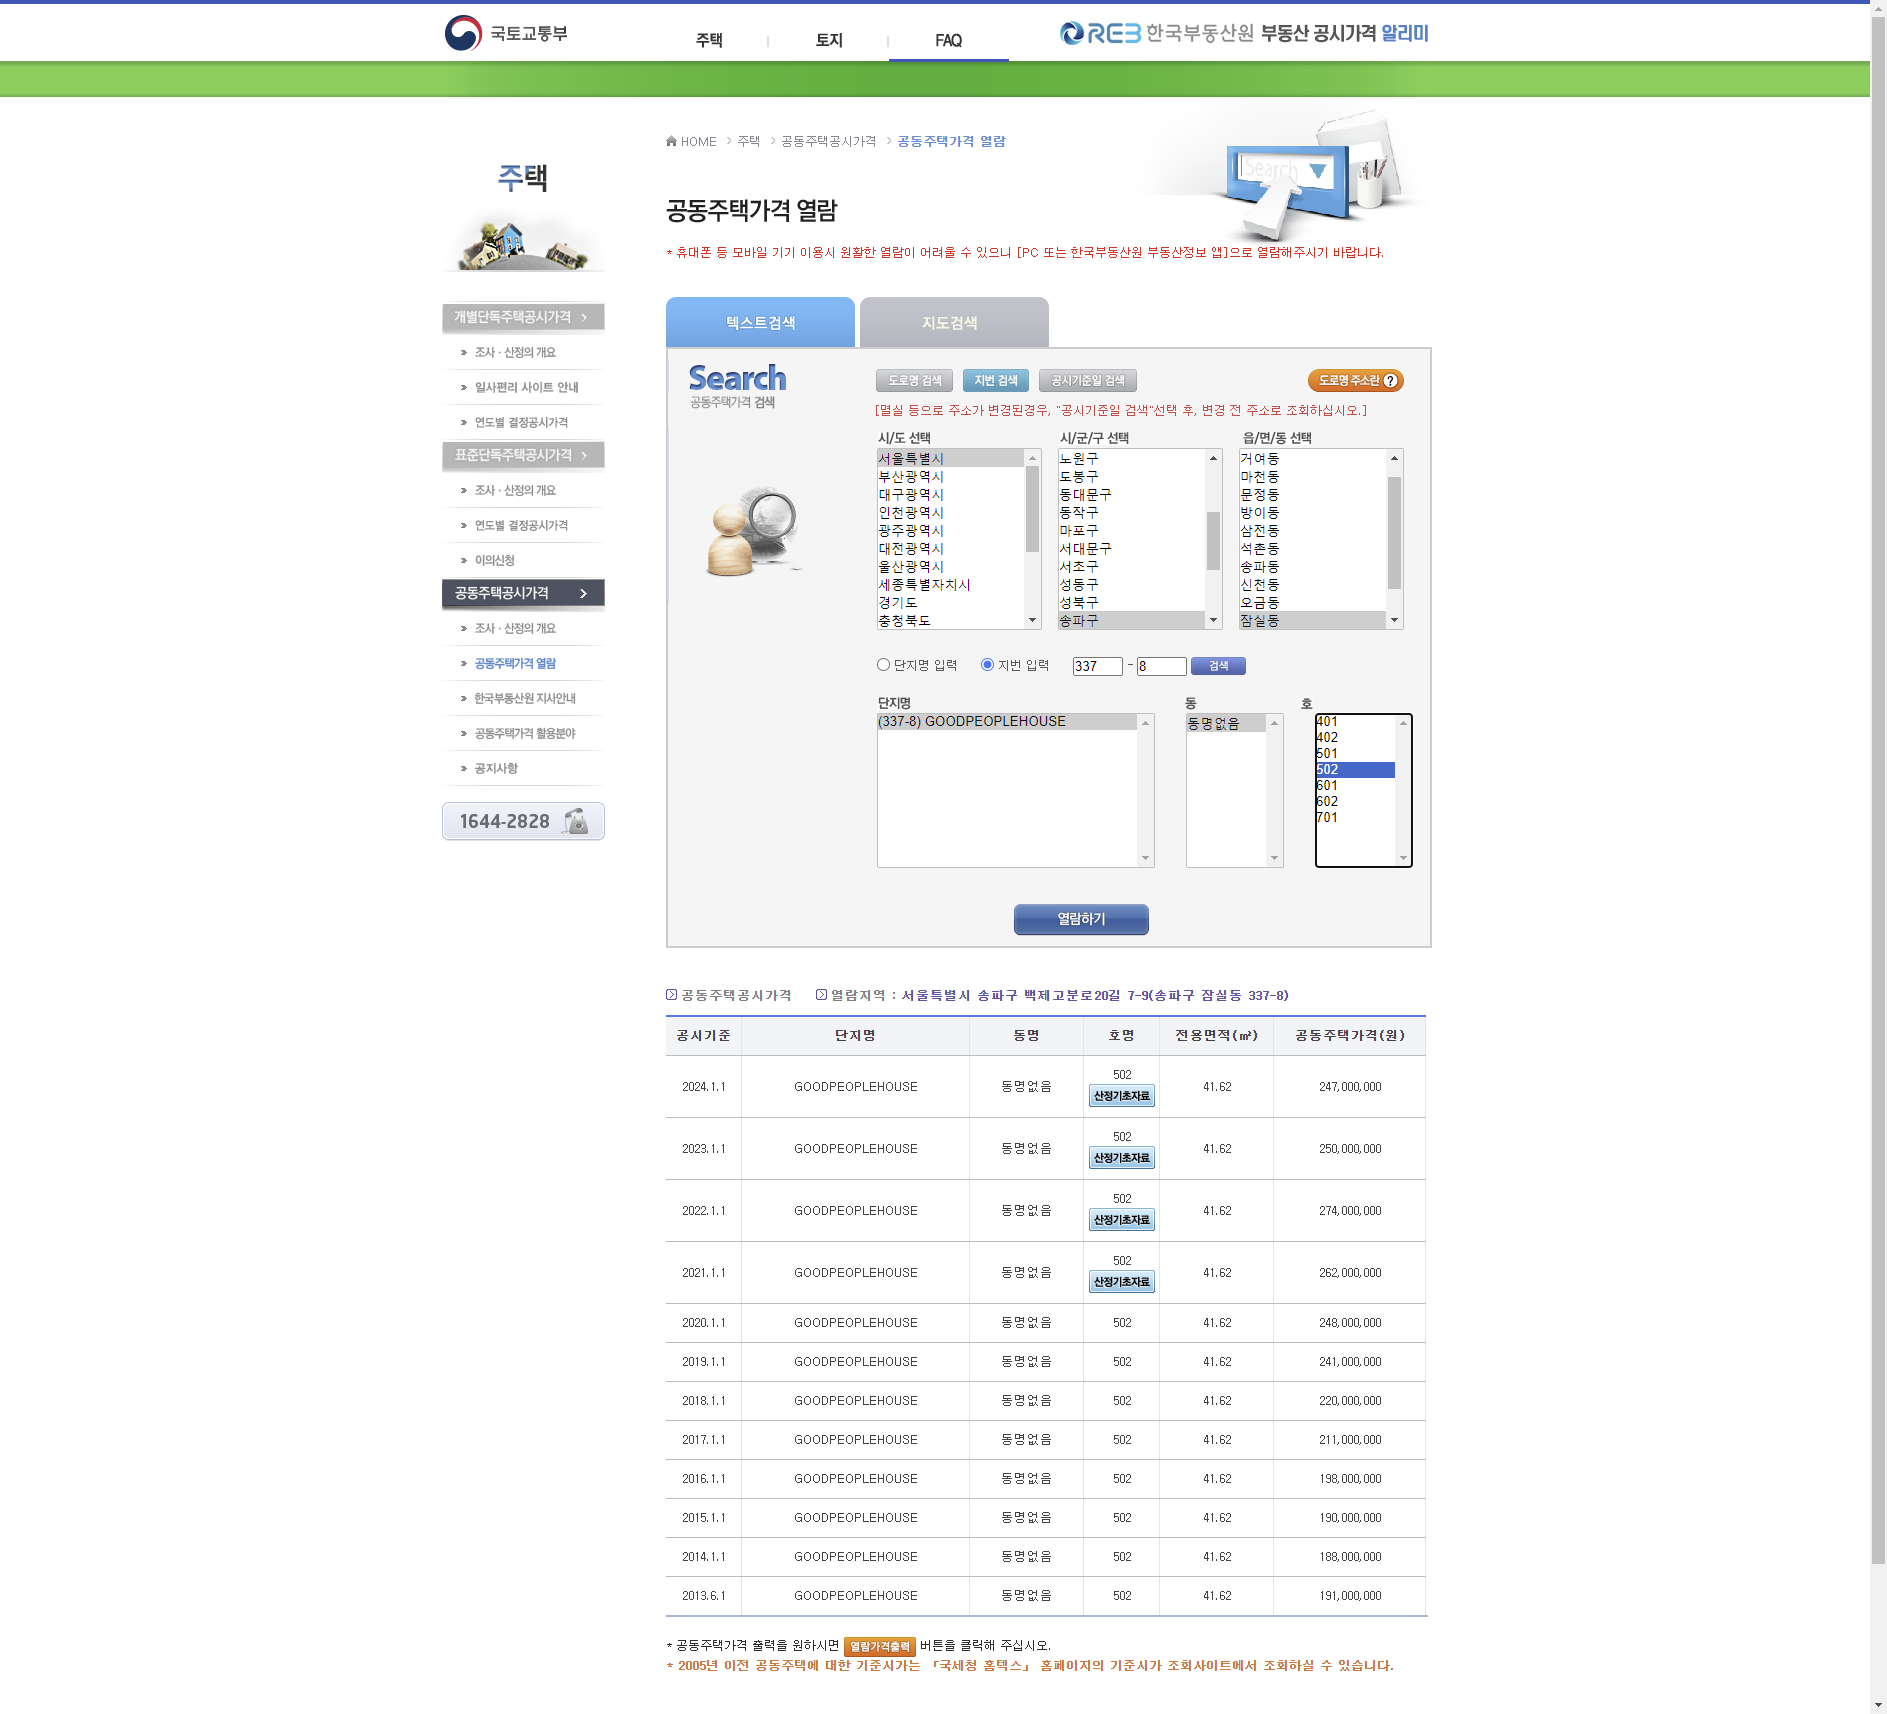 국토교통부
주택
토지
FAQ
REB 한국부동산원 부동산 공시가격 알리미
HOME > 주택 > 공동주택공시가격 > 공동주택가격 열람
Search
주택
공동주택가격 열람
* 휴대폰 등 모바일 기기 이용시 원활한 열람이 어려울 수 있으니 [PC 또는 한국부동산원 부동산정보 앱]으로 열람해주시기 바랍니다.
개별단독주택공시가격
조사 · 산정의 개요
일사편리 사이트 안내
연도별 결정공시가격
표준단독주택공시가격
조사 · 산정의 개요
연도별 결정공시가격
이의신청
공동주택공시가격
조사 · 산정의 개요
공동주택가격 열람
한국부동산원 지사안내
공동주택가격 활용분야
공지사항
1644-2828
텍스트검색
지도검색
Search
공동주택가격 검색
도로명 검색
지번 검색
공시기준일 검색
도로명 주소란 ?
[멸실 등으로 주소가 변경된경우, "공시기준일 검색"선택 후, 변경 전 주소로 조회하십시오.]
시/도 선택
서울특별시
부산광역시
대구광역시
인천광역시
광주광역시
대전광역시
울산광역시
세종특별자치시
경기도
충청북도
시/군/구 선택
노원구
도봉구
동대문구
동작구
마포구
서대문구
서초구
성동구
성북구
송파구
읍/면/동 선택
거여동
마천동
문정동
방이동
삼전동
석촌동
송파동
신천동
오금동
잠실동
단지명 입력 지번 입력 337 - 8 검색
단지명
(337-8) GOODPEOPLEHOUSE
동
동명없음
호
401
402
501
502
601
602
701
열람하기
공동주택공시가격 열람지역 : 서울특별시 송파구 백제고분로20길 7-9(송파구 잠실동 337-8)
공시기준 단지명 동명 호명 전용면적(㎡) 공동주택가격(원)
2024.1.1 GOODPEOPLEHOUSE 동명없음 502 산정기초자료 41.62 247,000,000
2023.1.1 GOODPEOPLEHOUSE 동명없음 502 산정기초자료 41.62 250,000,000
2022.1.1 GOODPEOPLEHOUSE 동명없음 502 산정기초자료 41.62 274,000,000
2021.1.1 GOODPEOPLEHOUSE 동명없음 502 산정기초자료 41.62 262,000,000
2020.1.1 GOODPEOPLEHOUSE 동명없음 502 41.62 248,000,000
2019.1.1 GOODPEOPLEHOUSE 동명없음 502 41.62 241,000,000
2018.1.1 GOODPEOPLEHOUSE 동명없음 502 41.62 220,000,000
2017.1.1 GOODPEOPLEHOUSE 동명없음 502 41.62 211,000,000
2016.1.1 GOODPEOPLEHOUSE 동명없음 502 41.62 198,000,000
2015.1.1 GOODPEOPLEHOUSE 동명없음 502 41.62 190,000,000
2014.1.1 GOODPEOPLEHOUSE 동명없음 502 41.62 188,000,000
2013.6.1 GOODPEOPLEHOUSE 동명없음 502 41.62 191,000,000
* 공동주택가격 출력을 원하시면 열람가격출력 버튼을 클릭해 주십시오.
* 2005년 이전 공동주택에 대한 기준시가는 「국세청 홈텍스」 홈페이지의 기준시가 조회사이트에서 조회하실 수 있습니다.